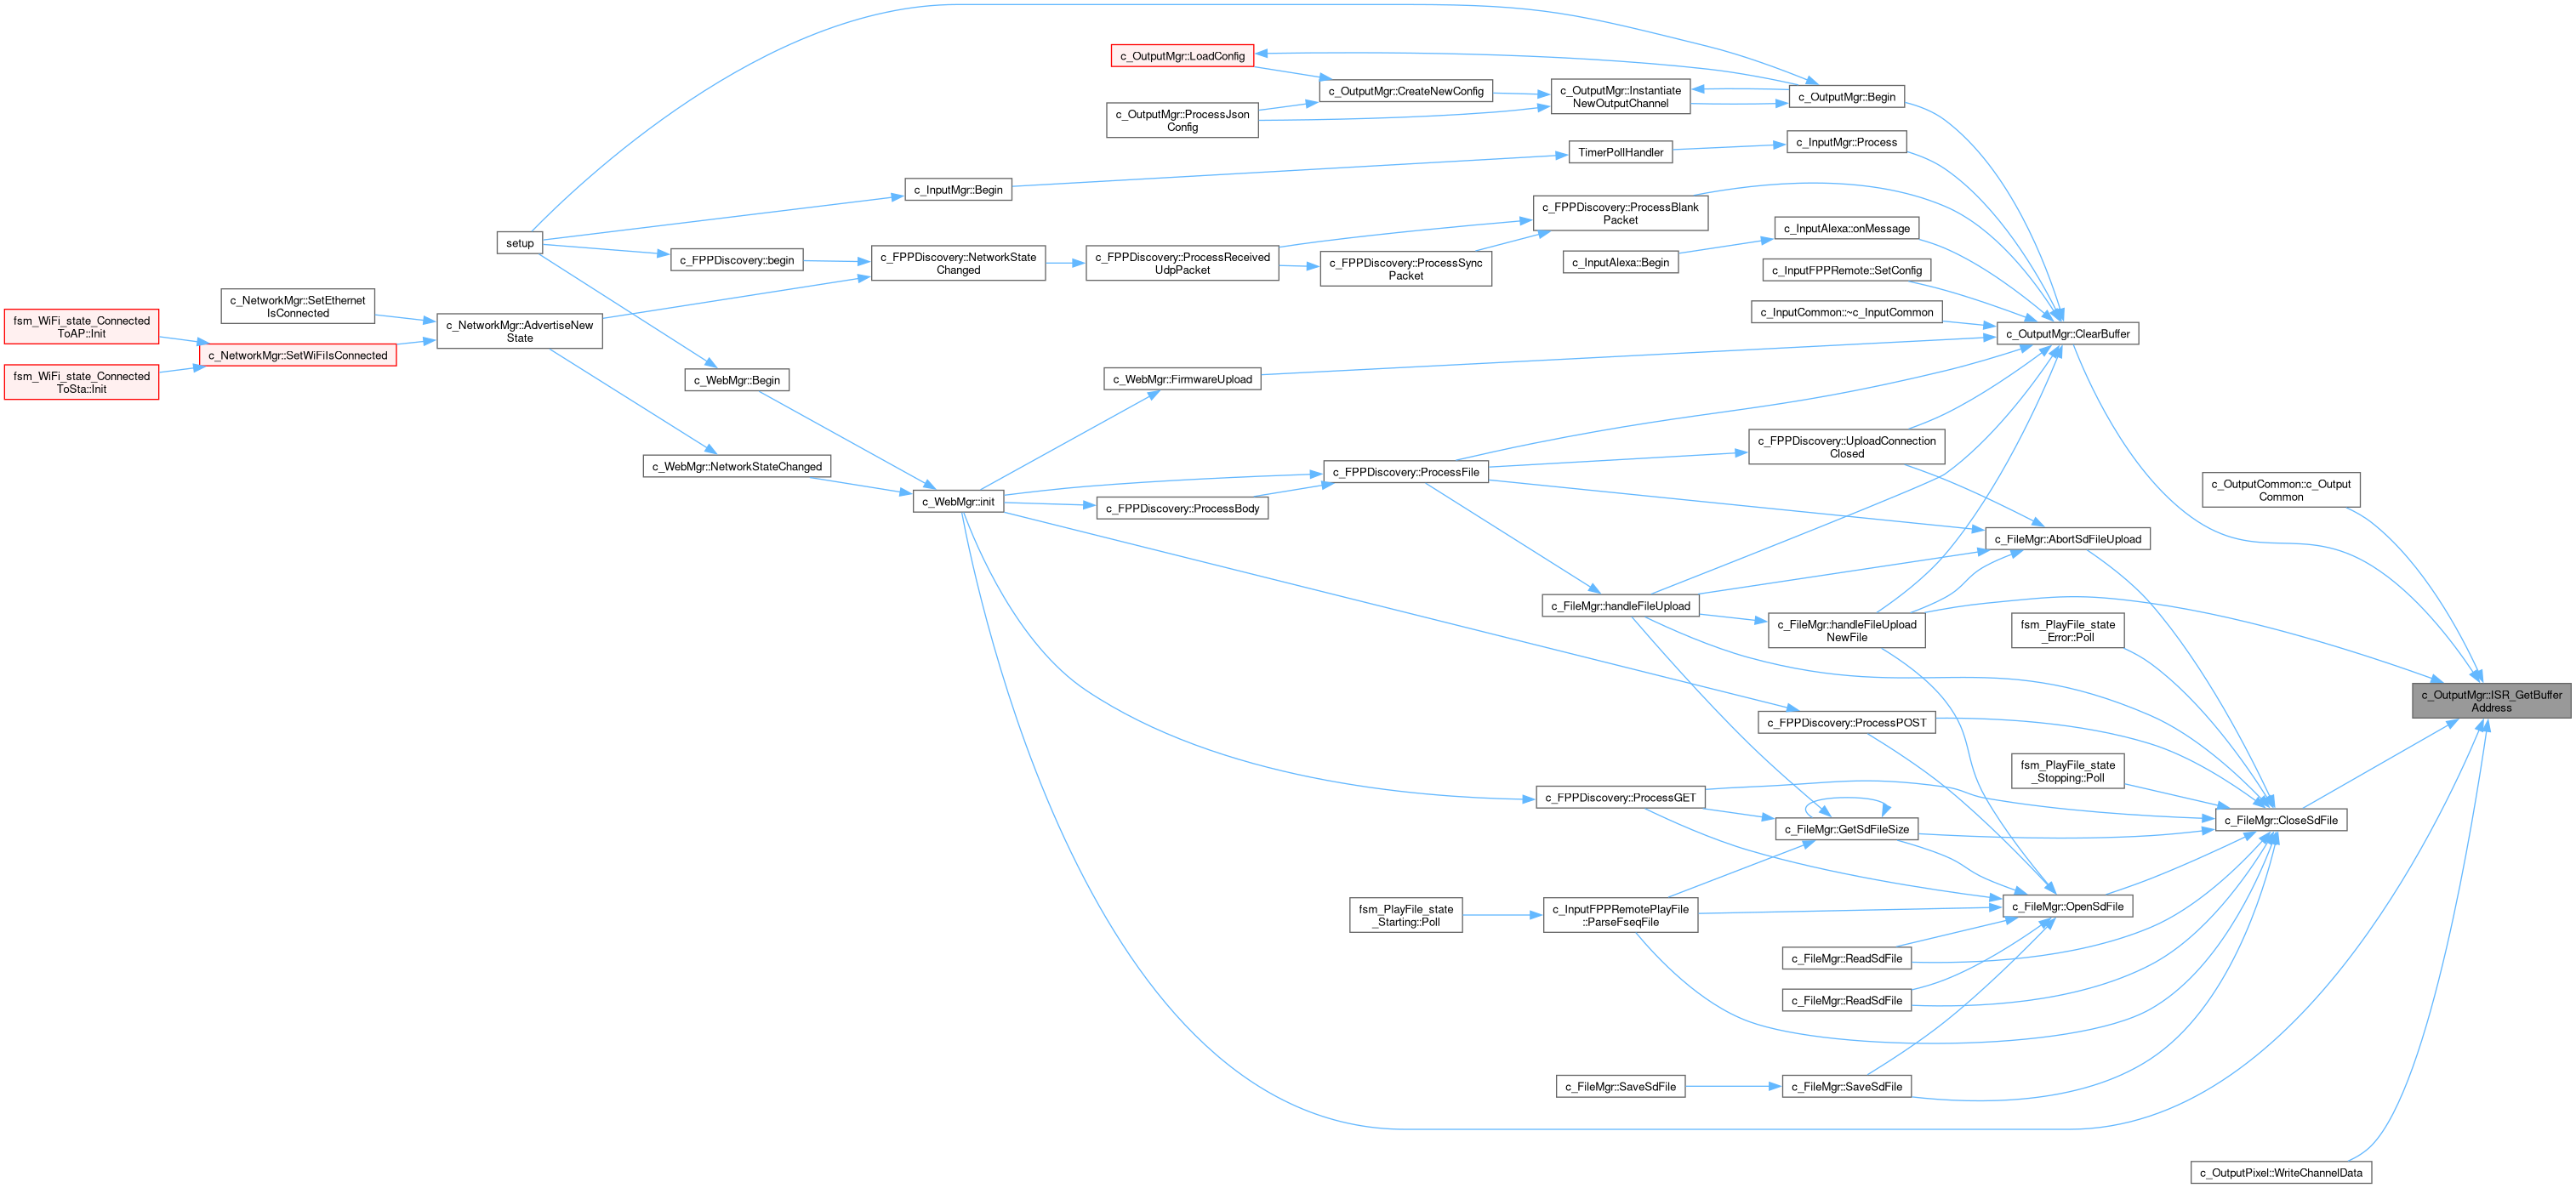 c_OutputMgr::LoadConfig
c_OutputMgr::CreateNewConfig
c_OutputMgr::Instantiate
NewOutputChannel
c_OutputMgr::Begin
c_OutputMgr::ProcessJson
Config
c_InputMgr::Process
TimerPollHandler
c_InputMgr::Begin
c_FPPDiscovery::ProcessBlank
Packet
c_InputAlexa::onMessage
setup
c_FPPDiscovery::begin
c_FPPDiscovery::NetworkState
Changed
c_FPPDiscovery::ProcessReceived
UdpPacket
c_FPPDiscovery::ProcessSync
Packet
c_InputAlexa::Begin
c_InputFPPRemote::SetConfig
c_NetworkMgr::SetEthernet
IsConnected
c_InputCommon::~c_InputCommon
fsm_WiFi_state_Connected
ToAP::Init
c_NetworkMgr::AdvertiseNew
State
c_OutputMgr::ClearBuffer
c_NetworkMgr::SetWiFiIsConnected
fsm_WiFi_state_Connected
ToSta::Init
c_WebMgr::Begin
c_WebMgr::FirmwareUpload
c_FPPDiscovery::UploadConnection
Closed
c_WebMgr::NetworkStateChanged
c_FPPDiscovery::ProcessFile
c_OutputCommon::c_Output
Common
c_WebMgr::init
c_FPPDiscovery::ProcessBody
c_FileMgr::AbortSdFileUpload
c_FileMgr::handleFileUpload
c_FileMgr::handleFileUpload
NewFile
fsm_PlayFile_state
_Error::Poll
c_OutputMgr::ISR_GetBuffer
Address
c_FPPDiscovery::ProcessPOST
fsm_PlayFile_state
_Stopping::Poll
c_FPPDiscovery::ProcessGET
c_FileMgr::GetSdFileSize
c_FileMgr::CloseSdFile
fsm_PlayFile_state
_Starting::Poll
c_InputFPPRemotePlayFile
::ParseFseqFile
c_FileMgr::OpenSdFile
c_FileMgr::ReadSdFile
c_FileMgr::ReadSdFile
c_FileMgr::SaveSdFile
c_FileMgr::SaveSdFile
c_OutputPixel::WriteChannelData